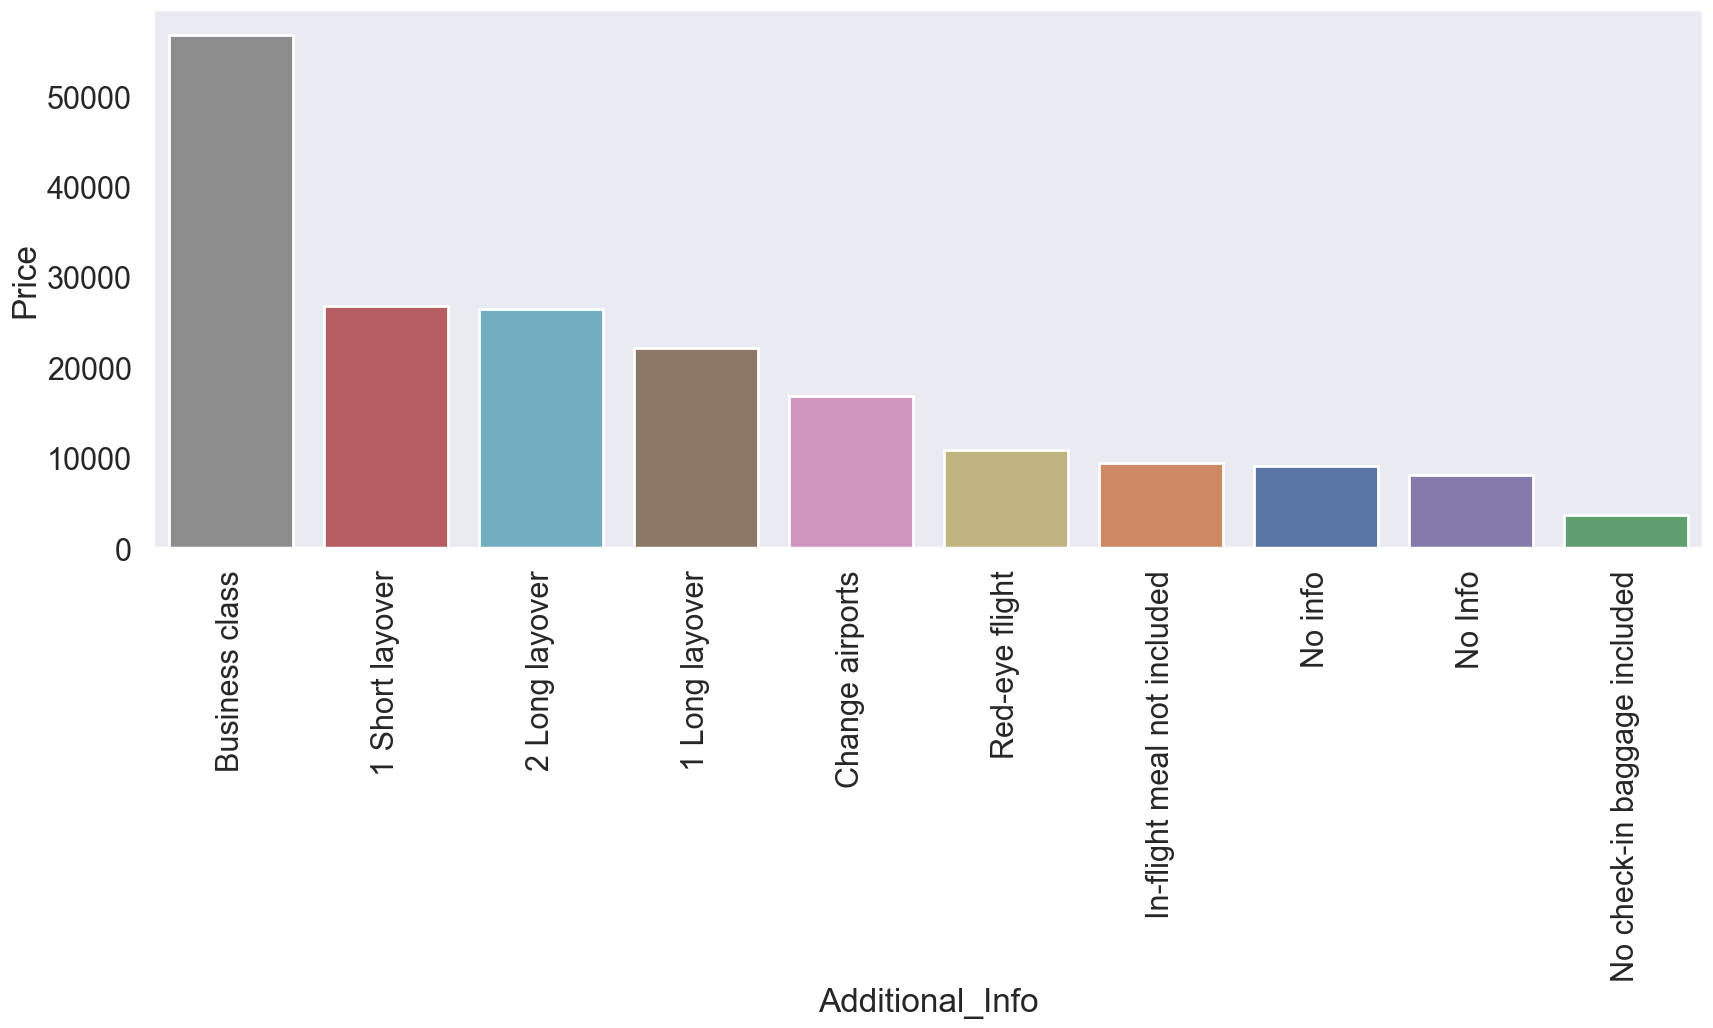 Price
50000
40000
30000
20000
10000
0
Business class
1 Short layover
2 Long layover
1 Long layover
Change airports
Red-eye flight
In-flight meal not included
No info
No Info
No check-in baggage included
Additional_Info